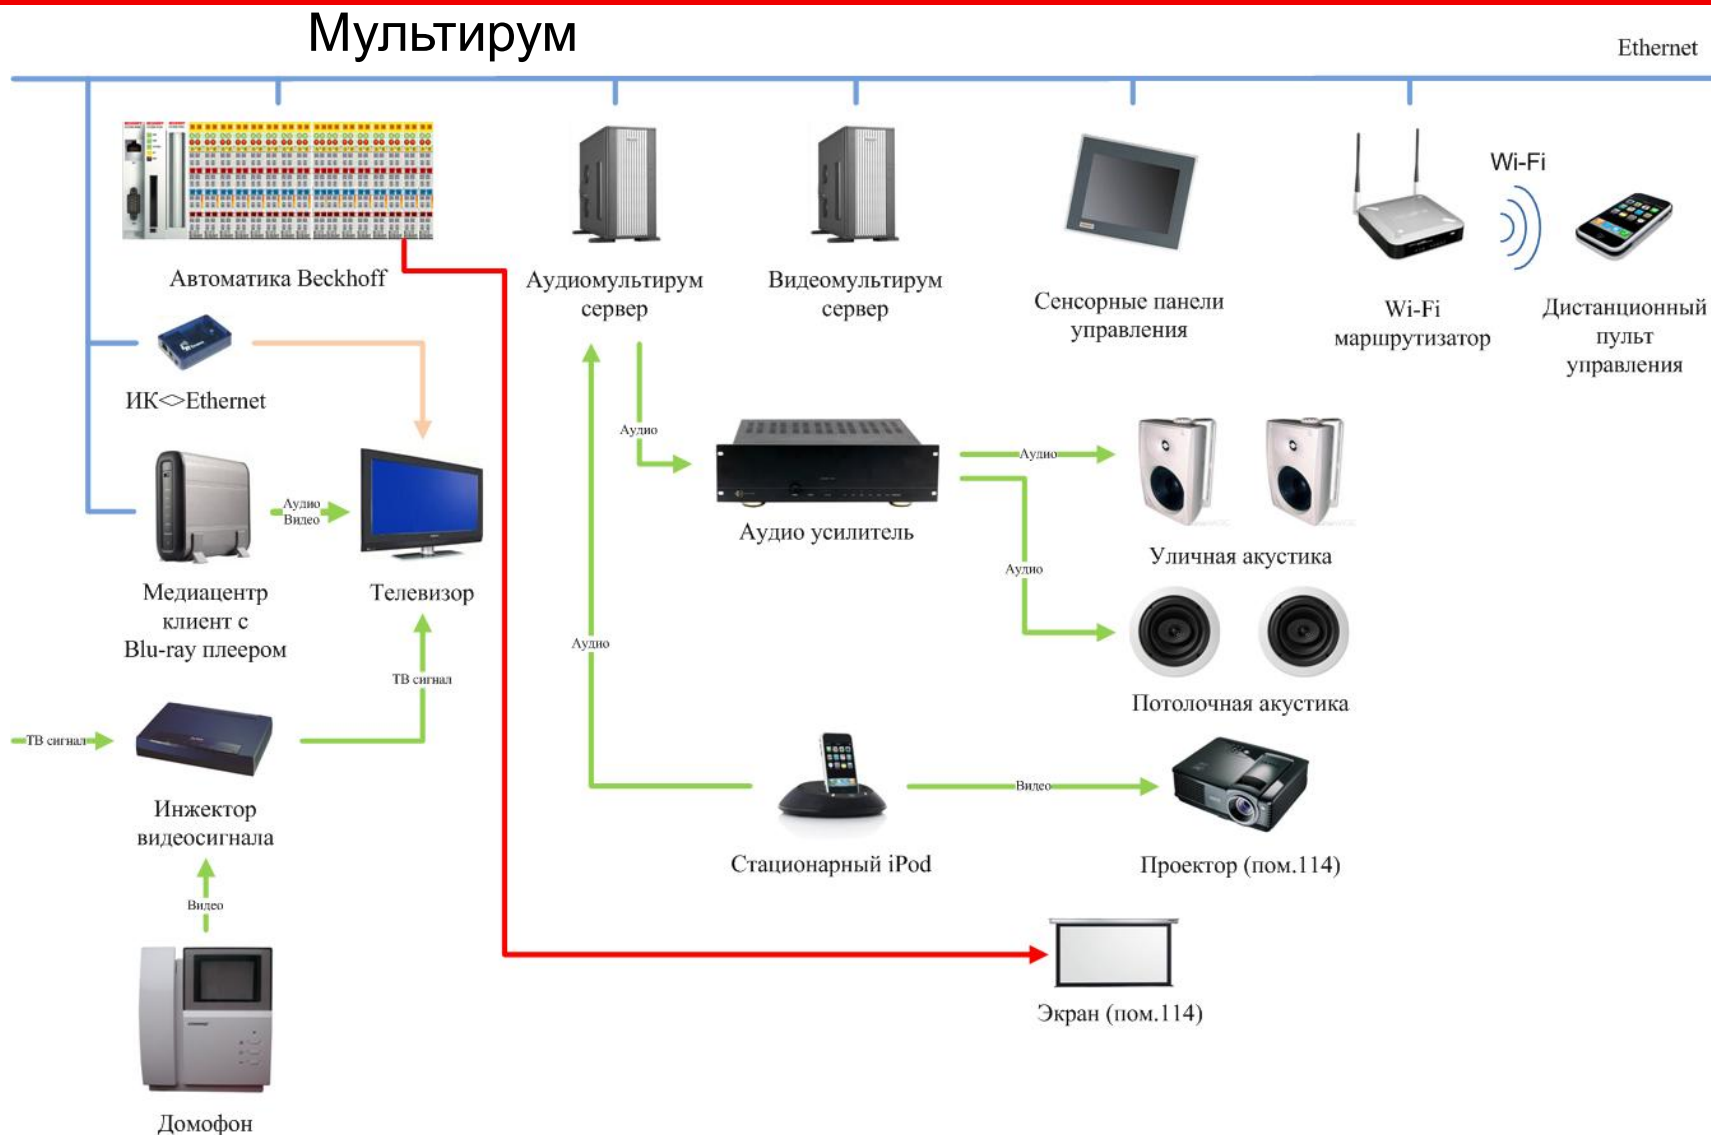 Мультирум
Ethernet
Wi-Fi
Автоматика Beckhoff
Аудиомультирум
сервер
Видеомультирум
сервер
Сенсорные панели
управления
Wi-Fi
маршрутизатор
Дистанционный
пульт
управления
ИК<>Ethernet
Аудио
Аудио
Аудио
Видео
Аудио усилитель
Уличная акустика
Аудио
Медиацентр
клиент с
Blu-ray плеером
Телевизор
Аудио
ТВ сигнал
Потолочная акустика
ТВ сигнал
Видео
Инжектор
видеосигнала
Стационарный iPod
Проектор (пом.114)
Видео
Экран (пом.114)
Домофон